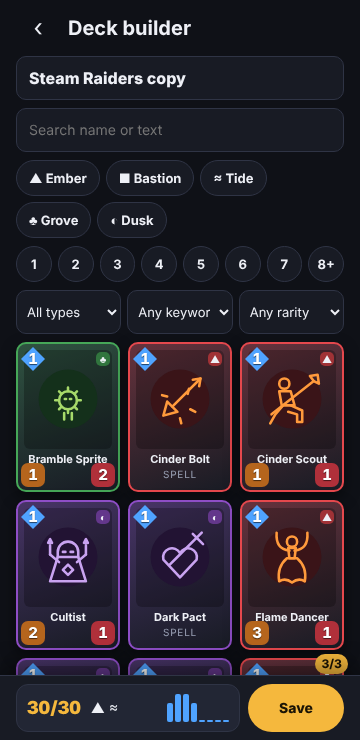 Deck builder
Steam Raiders copy
Search name or text
Ember Bastion Tide
Grove Dusk
1 2 3 4 5 6 7 8+
All types Any keywor Any rarity
1 1 1
Bramble Sprite Cinder Bolt Cinder Scout
1 2 SPELL 1 1
1 1 1
Cultist Dark Pact Flame Dancer
2 1 SPELL 3 1
1 1 1 3/3
30/30 Save